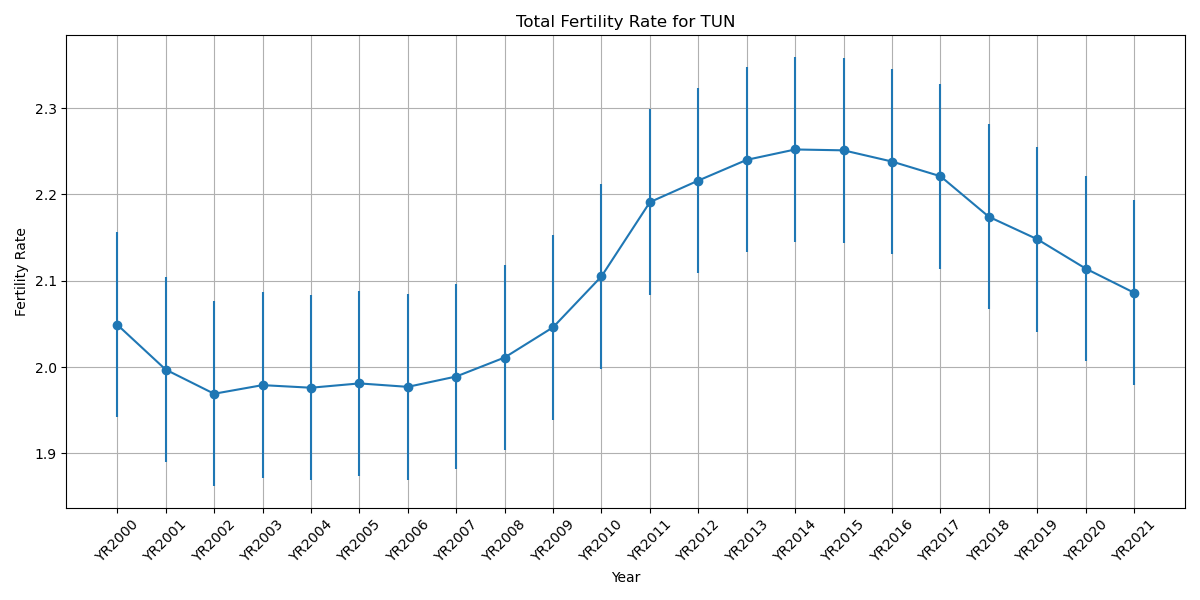 Total Fertility Rate for TUN
Fertility Rate
2.3
2.2
2.1
2.0
1.9
YR2000
YR2001
YR2002
YR2003
YR2004
YR2005
YR2006
YR2007
YR2008
YR2009
YR2010
YR2011
YR2012
YR2013
YR2014
YR2015
YR2016
YR2017
YR2018
YR2019
YR2020
YR2021
Year